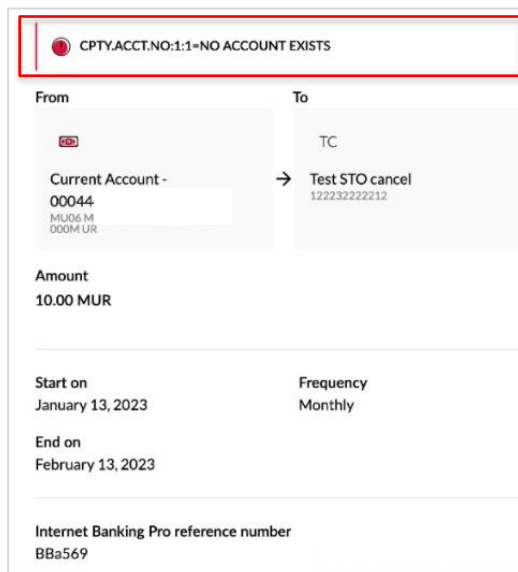 CPTY.ACCT.NO:1:1=NO ACCOUNT EXISTS
From
To
TC
Current Account -
00044
MU06 M
000M UR
Test STO cancel
122232222212
Amount
10.00 MUR
Start on
January 13, 2023
Frequency
Monthly
End on
February 13, 2023
Internet Banking Pro reference number
BBa569